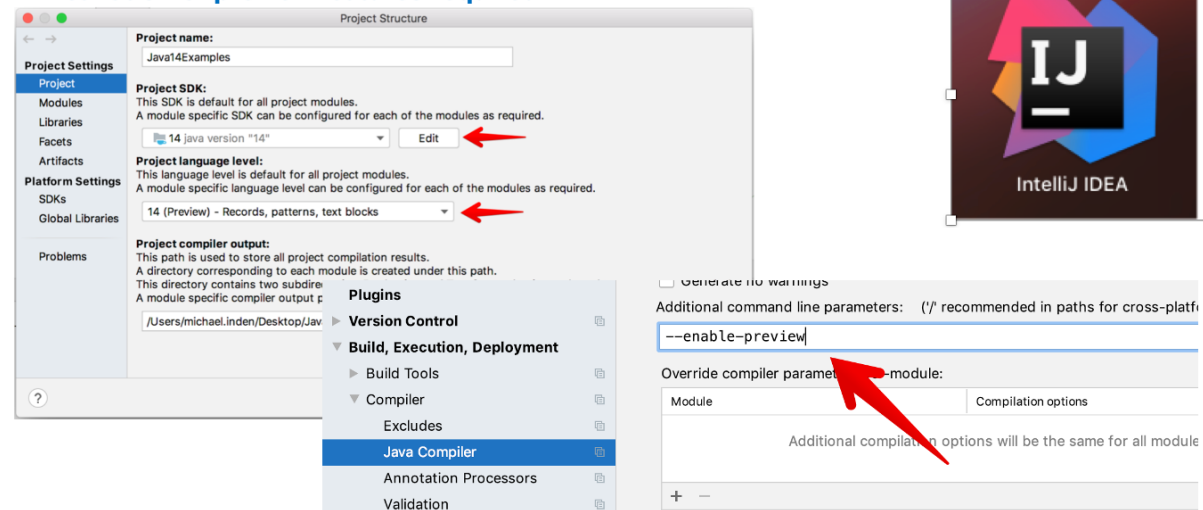 Project Structure
Project name:
Java14Examples
Project Settings
Project
Modules
Libraries
Facets
Artifacts
Platform Settings
SDKs
Global Libraries
Problems
Project SDK:
This SDK is default for all project modules.
A module specific SDK can be configured for each of the modules as required.
14 java version "14"
Edit
Project language level:
This language level is default for all project modules.
A module specific language level can be configured for each of the modules as required.
14 (Preview) - Records, patterns, text blocks
Project compiler output:
This path is used to store all project compilation results.
A directory corresponding to each module is created under this path.
This directory contains two
A module specific compiler output
/Users/michael.inden/Desktop/Jav
?
IJ
IntelliJ IDEA
Plugins
Version Control
Build, Execution, Deployment
Build Tools
Compiler
Excludes
Java Compiler
Annotation Processors
Validation
Generate no warnings
Additional command line parameters: ('/' recommended in paths for cross-platf
--enable-preview
Override compiler -module:
Module
Compilation options
Additional compilation options will be the same for all module
+ −